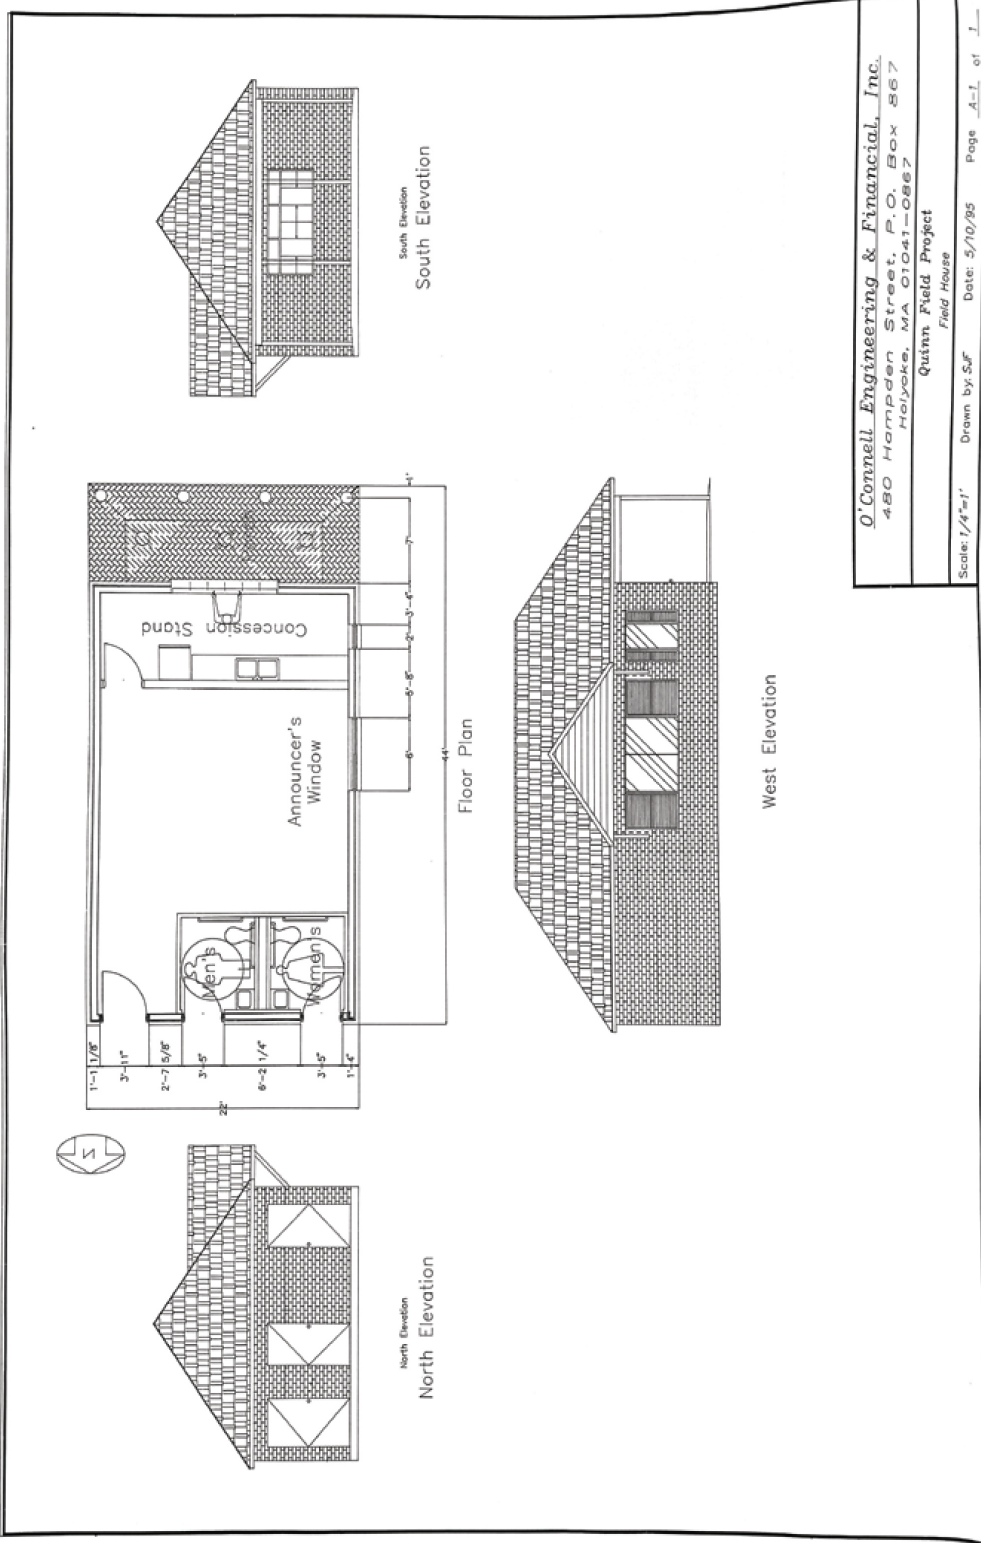 South Elevation
South Elevation
Concession Stand
Announcer's
Window
Men's
Women's
1'
7'
3'-4"
2'
6'
44'
Floor Plan
1'-1 1/8"
3'-11"
2'-7 5/8"
3'-5"
6'-2 1/4"
3'-5"
1'-4"
22'
N
North Elevation
North Elevation
West Elevation
O'Connell Engineering & Financial, Inc.
480 Hampden Street, P.O. Box 867
Holyoke, MA 01041-0867
Quinn Field Project
Field House
Scale: 1/4"=1' Drawn by: SJF Date: 5/10/95 Page A-1 of 1